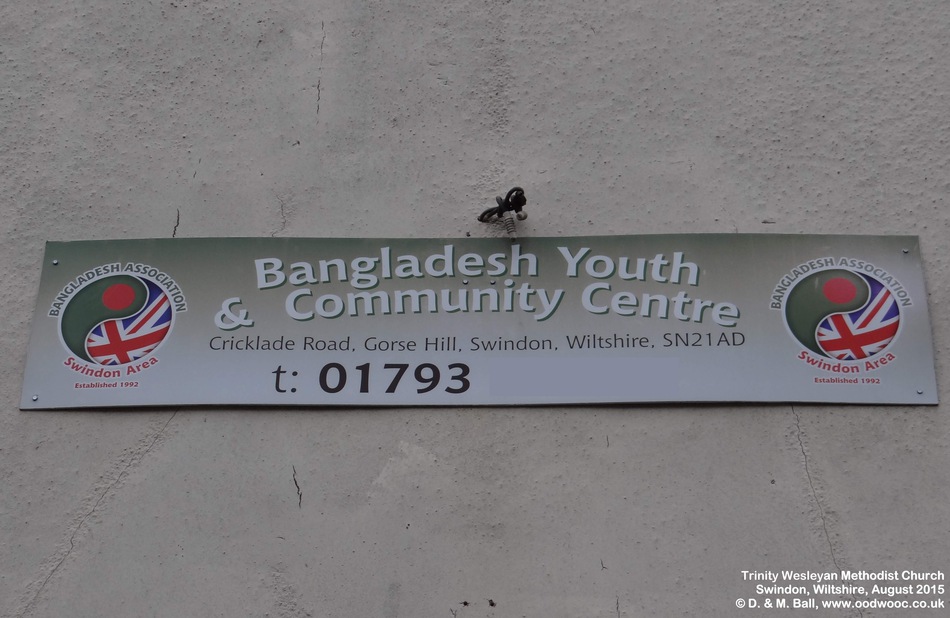 BANGLADESH ASSOCIATION
Swindon Area
Established 1992
Bangladesh Youth
& Community Centre
Cricklade Road, Gorse Hill, Swindon, Wiltshire, SN21AD
t: 01793
BANGLADESH ASSOCIATION
Swindon Area
Established 1992
Trinity Wesleyan Methodist Church
Swindon, Wiltshire, August 2015
© D. & M. Ball, www.oodwooc.co.uk